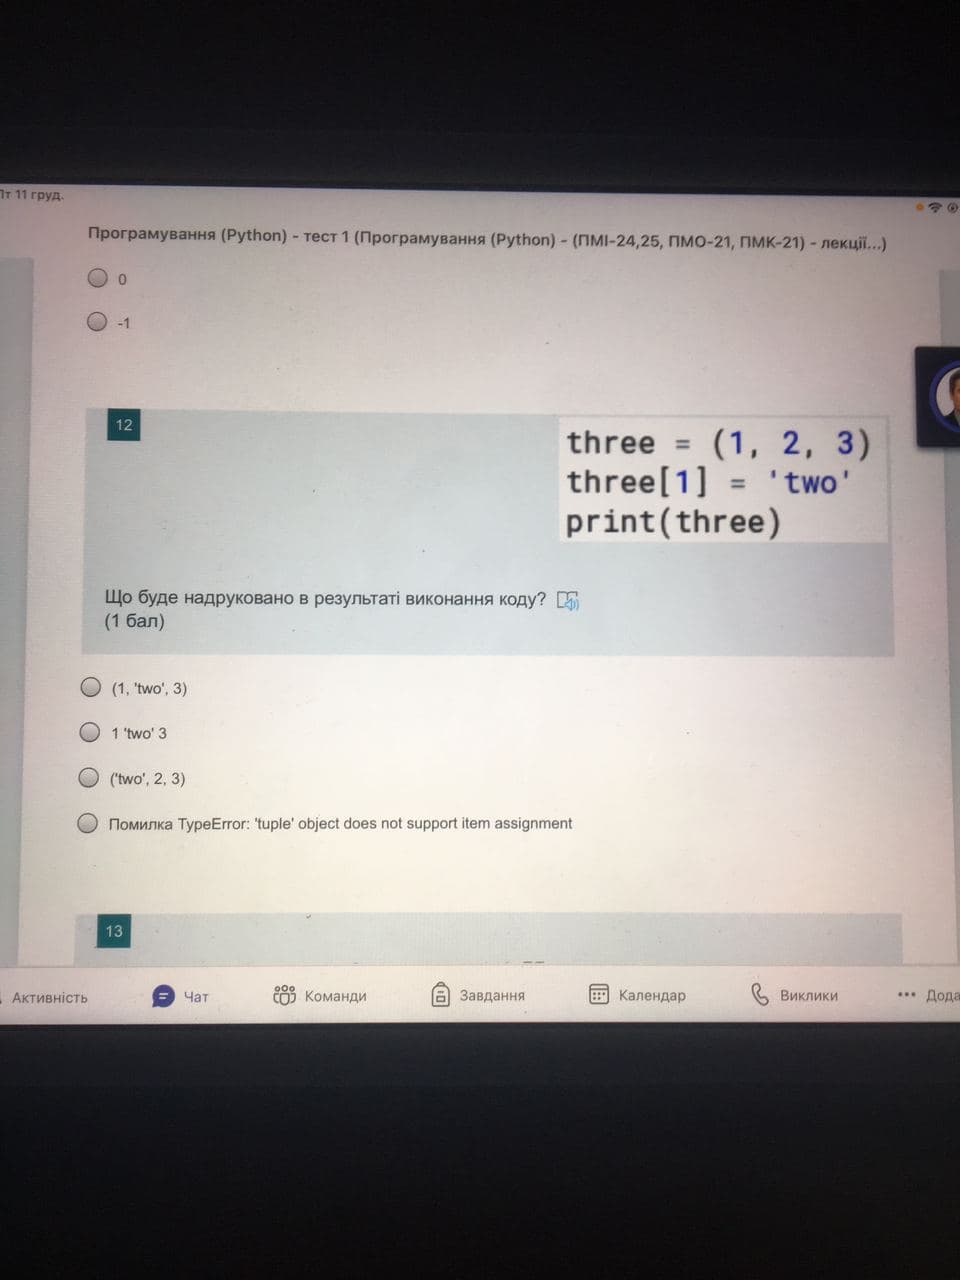 Пт 11 груд.
Програмування (Python) - тест 1 (Програмування (Python) - (ПМІ-24,25, ПМО-21, ПМК-21) - лекції...)
0
-1
12
three = (1, 2, 3)
three[1] = 'two'
print(three)
Що буде надруковано в результаті виконання коду?
(1 бал)
(1, 'two', 3)
1 'two' 3
('two', 2, 3)
Помилка TypeError: 'tuple' object does not support item assignment
13
Активність
Чат
Команди
Завдання
Календар
Виклики
Дода